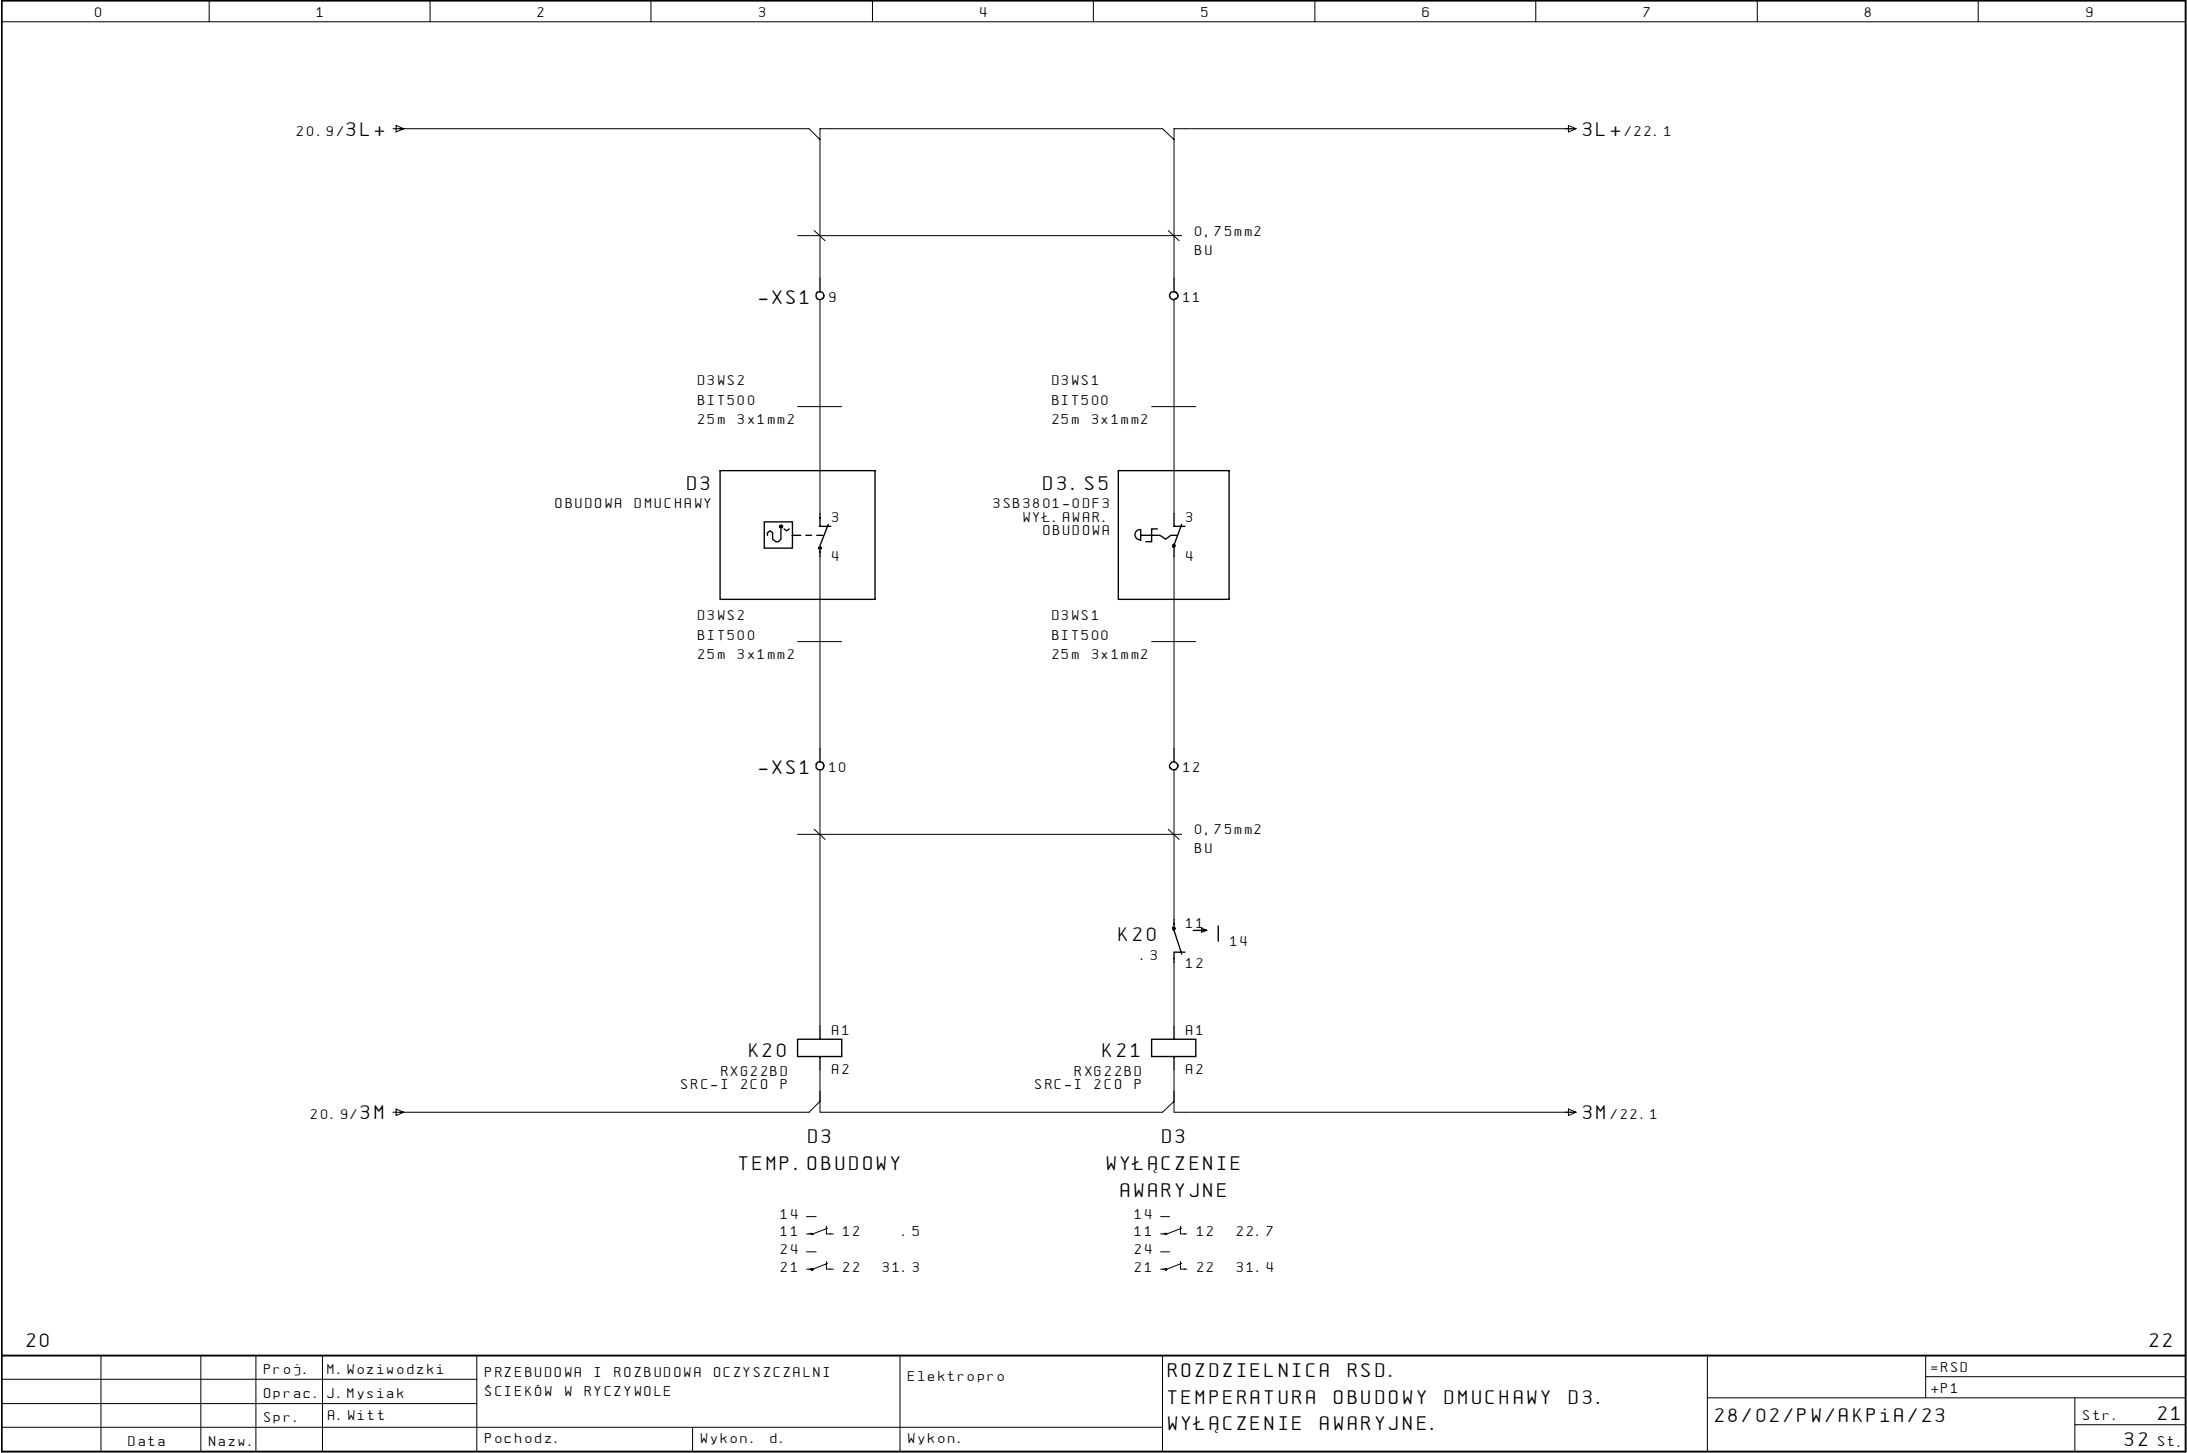 0 1 2 3 4 5 6 7 8 9
20.9/3L+ 3L+/22.1
0,75mm2
BU
-XS1 9 11
D3WS2 D3WS1
BIT500 BIT500
25m 3x1mm2 25m 3x1mm2
D3 D3.S5
OBUDOWA DMUCHAWY 3SB3801-0DF3
WYŁ.AWAR.
OBUDOWA
3 3
4 4
D3WS2 D3WS1
BIT500 BIT500
25m 3x1mm2 25m 3x1mm2
-XS1 10 12
0,75mm2
BU
11
K20 14
.3 12
A1 A1
K20 K21
A2 A2
RXG22BD RXG22BD
SRC-I 2CO P SRC-I 2CO P
20.9/3M 3M/22.1
D3 D3
TEMP.OBUDOWY WYŁĄCZENIE
AWARYJNE
14 14
11 12 .5 11 12 22.7
24 24
21 22 31.3 21 22 31.4
20 22
Proj. M.Woziwodzki
Oprac. J.Mysiak
Spr. A.Witt
Data Nazw.
PRZEBUDOWA I ROZBUDOWA OCZYSZCZALNI
ŚCIEKÓW W RYCZYWOLE
Pochodz. Wykon. d.
Elektropro
Wykon.
ROZDZIELNICA RSD.
TEMPERATURA OBUDOWY DMUCHAWY D3.
WYŁĄCZENIE AWARYJNE.
=RSD
+P1
28/02/PW/AKPiA/23
Str. 21
32 St.